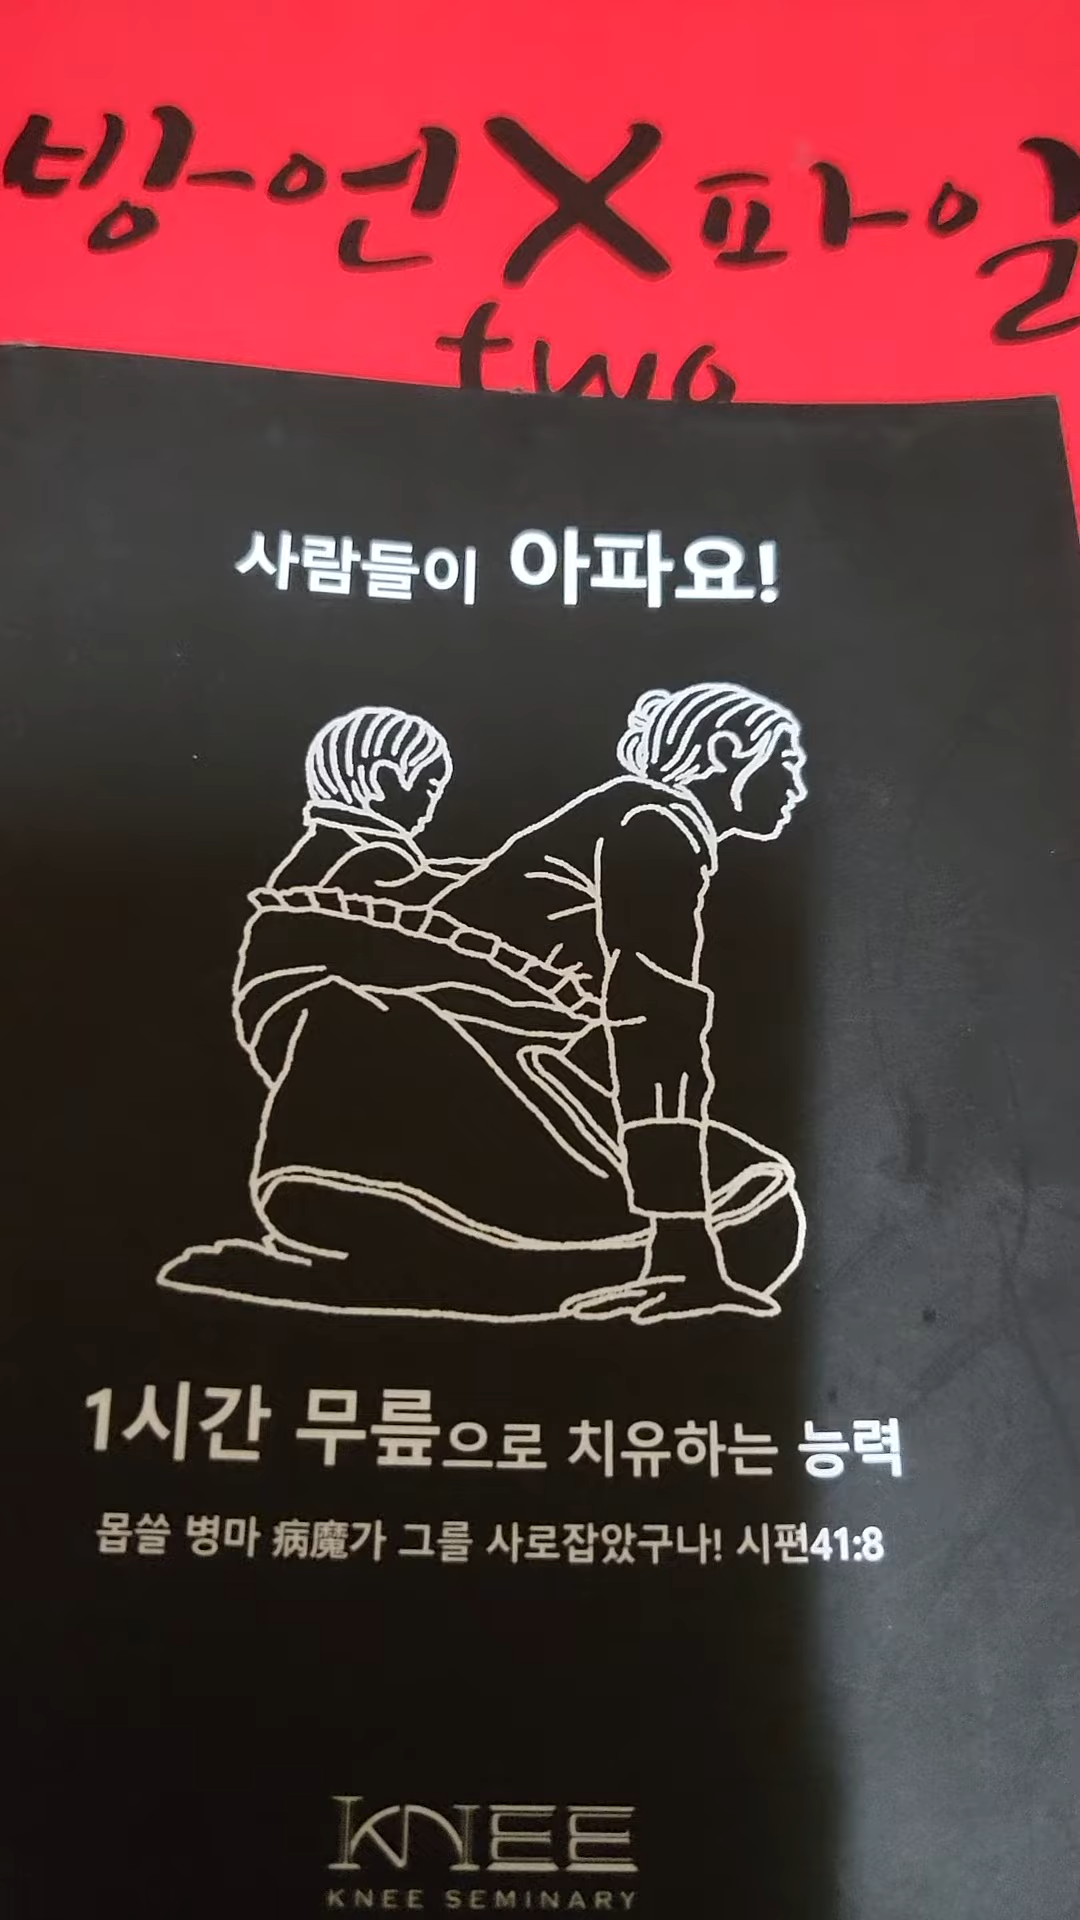 방언X파일
two
사람들이 아파요!
1시간 무릎으로 치유하는 능력
몹쓸 병마 病魔가 그를 사로잡았구나! 시편41:8
KNEE
KNEE SEMINARY